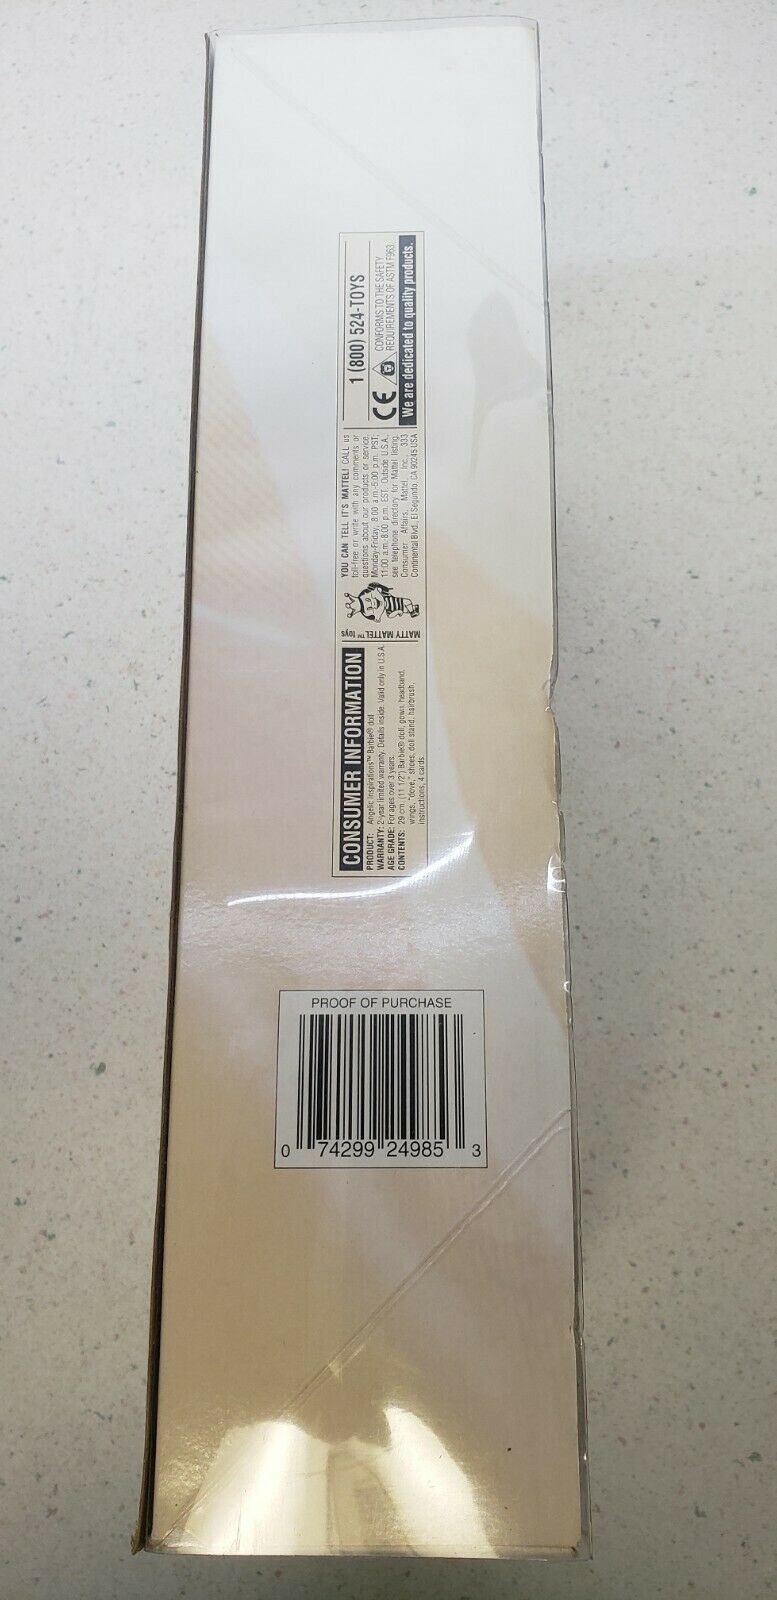 CONSUMER INFORMATION
PRODUCT: Angelic Inspirations™ Barbie® doll
WARRANTY: 2-year limited warranty. Details inside. Valid only in U.S.A.
AGE GRADE: For ages over 3 years.
CONTENTS: 29 cm (11 1/2") Barbie® doll, gown, headband,
wings, "dove," shoes, doll stand, hairbrush,
instructions, 4 cards.
MATTY MATTEL™ toys
YOU CAN TELL IT'S MATTEL! CALL us
toll-free or write with any comments or
questions about our products or service.
Monday-Friday, 8:00 a.m.-5:00 p.m. PST;
11:00 a.m.-8:00 p.m. EST. Outside U.S.A.,
see telephone directory for Mattel listing.
Consumer Affairs, Mattel, Inc., 333
Continental Blvd., El Segundo, CA 90245 USA
1 (800) 524-TOYS
CE
CONFORMS TO THE SAFETY
REQUIREMENTS OF ASTM F963
We are dedicated to quality products.
PROOF OF PURCHASE
0 74299 24985 3